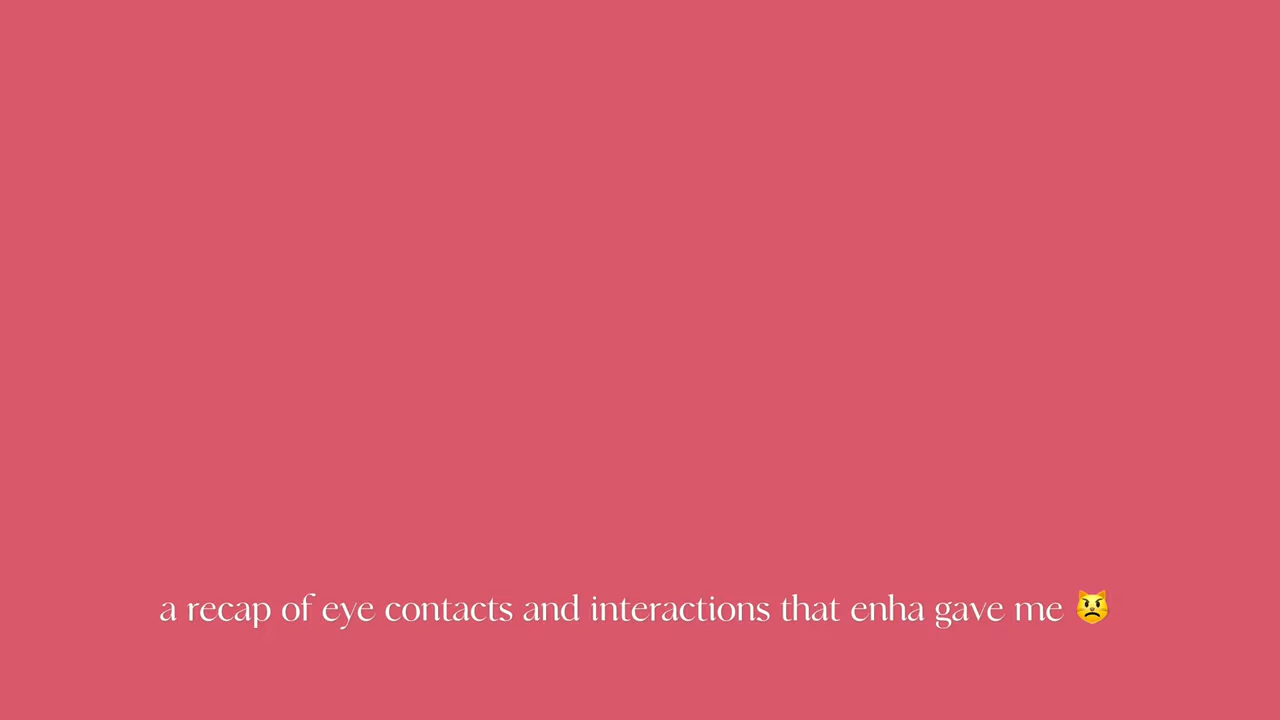 a recap of eye contacts and interactions that enha gave me 😾